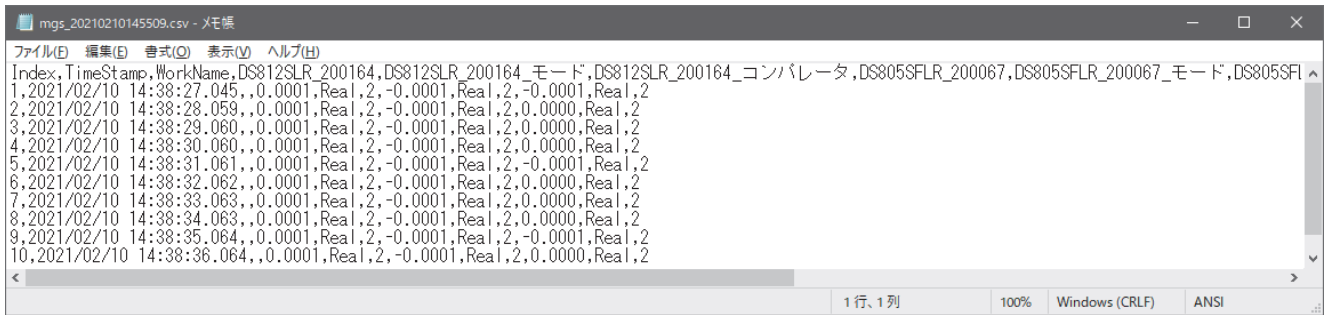 mgs_20210210145509.csv - メモ帳
ファイル(F) 編集(E) 書式(O) 表示(V) ヘルプ(H)
Index,TimeStamp,WorkName,DS812SLR_200164,DS812SLR_200164_モード,DS812SLR_200164_コンパレータ,DS805SFLR_200067,DS805SFLR_200067_モード,DS805SFL
1,2021/02/10 14:38:27.045,,0.0001,Real,2,-0.0001,Real,2,-0.0001,Real,2
2,2021/02/10 14:38:28.059,,0.0001,Real,2,-0.0001,Real,2,0.0000,Real,2
3,2021/02/10 14:38:29.060,,0.0001,Real,2,-0.0001,Real,2,0.0000,Real,2
4,2021/02/10 14:38:30.060,,0.0001,Real,2,-0.0001,Real,2,0.0000,Real,2
5,2021/02/10 14:38:31.061,,0.0001,Real,2,-0.0001,Real,2,-0.0001,Real,2
6,2021/02/10 14:38:32.062,,0.0001,Real,2,-0.0001,Real,2,0.0000,Real,2
7,2021/02/10 14:38:33.063,,0.0001,Real,2,-0.0001,Real,2,0.0000,Real,2
8,2021/02/10 14:38:34.063,,0.0001,Real,2,-0.0001,Real,2,0.0000,Real,2
9,2021/02/10 14:38:35.064,,0.0001,Real,2,-0.0001,Real,2,-0.0001,Real,2
10,2021/02/10 14:38:36.064,,0.0001,Real,2,-0.0001,Real,2,0.0000,Real,2
1 行、1 列 100% Windows (CRLF) ANSI